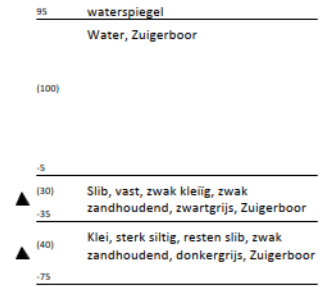 95 waterspiegel
Water, Zuigerboor
(100)
-5
(30) Slib, vast, zwak kleiïg, zwak
-35 zandhoudend, zwartgrijs, Zuigerboor
(40) Klei, sterk siltig, resten slib, zwak
zandhoudend, donkergrijs, Zuigerboor
-75